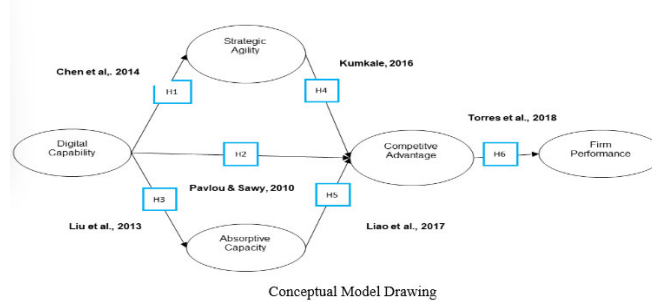 Strategic
Agility
Kumkale, 2016
Chen et al,. 2014
H1
H4
Torres et al., 2018
Digital
Capability
H2
Competitive
Advantage
H6
Firm
Performance
H3
Pavlou & Sawy, 2010
H5
Liu et al., 2013
Absorptive
Capacity
Liao et al., 2017
Conceptual Model Drawing